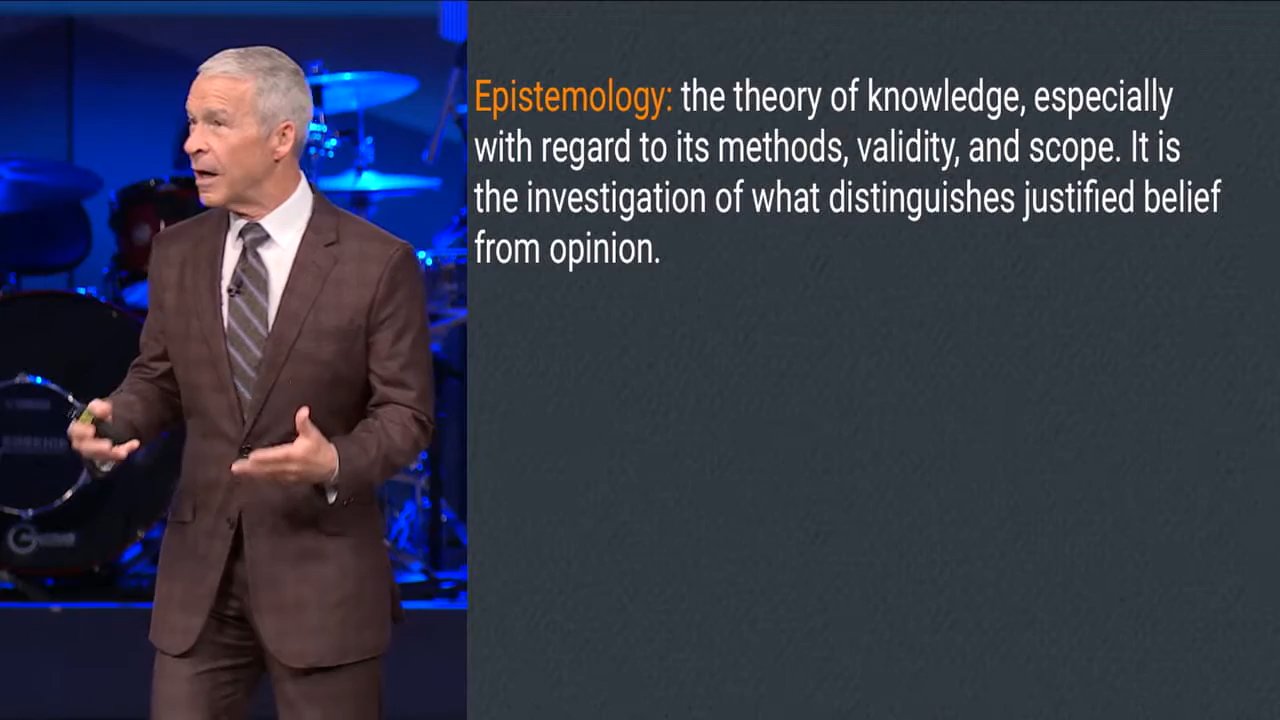 Epistemology: the theory of knowledge, especially
with regard to its methods, validity, and scope. It is
the investigation of what distinguishes justified belief
from opinion.